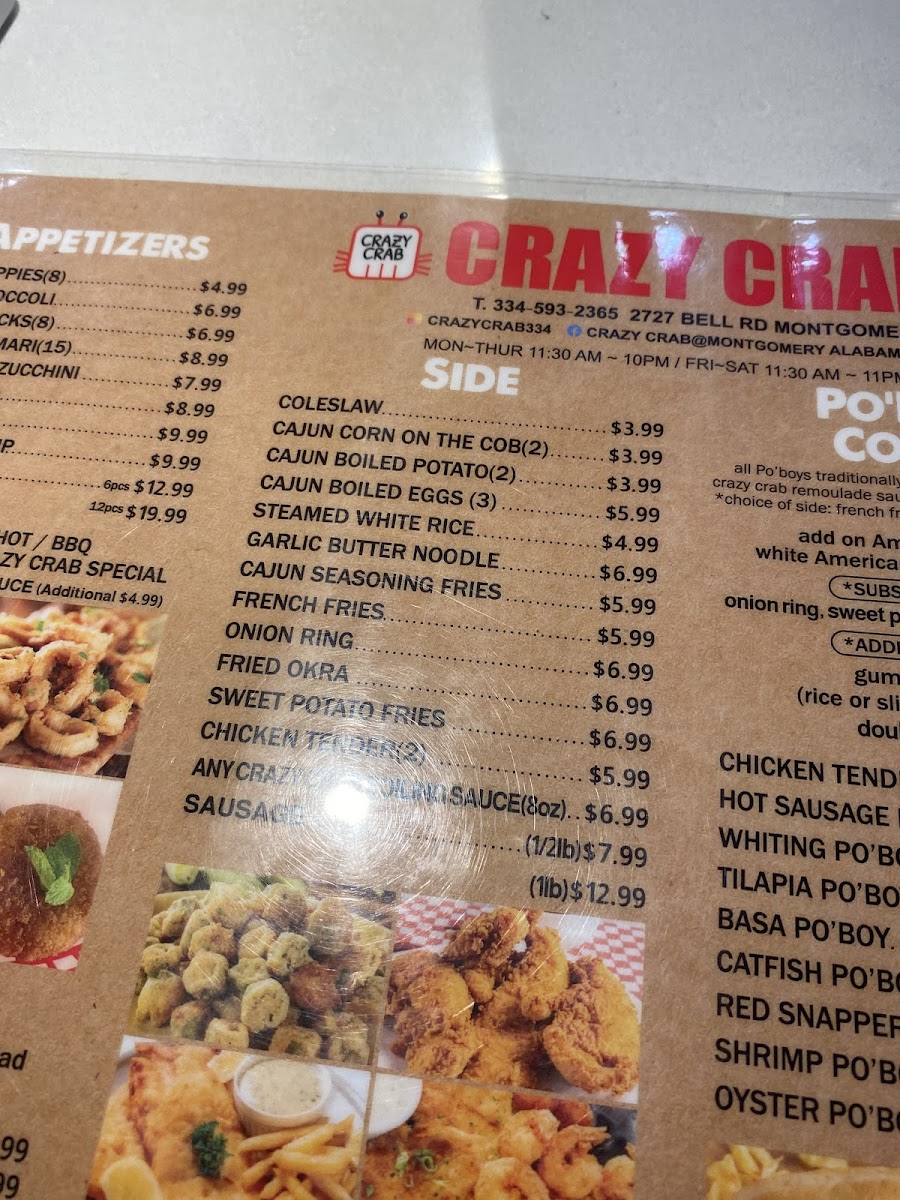 APPETIZERS
PPIES(8) $4.99
OCCOLI $6.99
CKS(8) $6.99
MARI(15) $8.99
ZUCCHINI $7.99
$8.99
$9.99
P $9.99
6pcs $12.99
12pcs $19.99
HOT / BBQ
ZY CRAB SPECIAL
UCE (Additional $4.99)
ad
99
99
CRAZY
CRAB
CRAZY CRA
T. 334-593-2365 2727 BELL RD MONTGOME
CRAZYCRAB334 CRAZY CRAB@MONTGOMERY ALABAM
MON~THUR 11:30 AM ~ 10PM / FRI~SAT 11:30 AM ~ 11PM
SIDE
COLESLAW $3.99
CAJUN CORN ON THE COB(2) $3.99
CAJUN BOILED POTATO(2) $3.99
CAJUN BOILED EGGS (3) $5.99
STEAMED WHITE RICE $4.99
GARLIC BUTTER NOODLE $6.99
CAJUN SEASONING FRIES $5.99
FRENCH FRIES $5.99
ONION RING $6.99
FRIED OKRA $6.99
SWEET POTATO FRIES $6.99
CHICKEN TENDER(2) $5.99
ANY CRAZY OILING SAUCE(8oz) $6.99
SAUSAGE (1/2lb) $7.99
(1lb) $12.99
PO'
CO
all Po'boys traditionally
crazy crab remoulade sau
*choice of side: french fr
add on Am
white America
*SUBS
onion ring, sweet p
*ADD
gum
(rice or sli
dou
CHICKEN TEND
HOT SAUSAGE
WHITING PO'BO
TILAPIA PO'BO
BASA PO'BOY
CATFISH PO'BO
RED SNAPPER
SHRIMP PO'B
OYSTER PO'BO